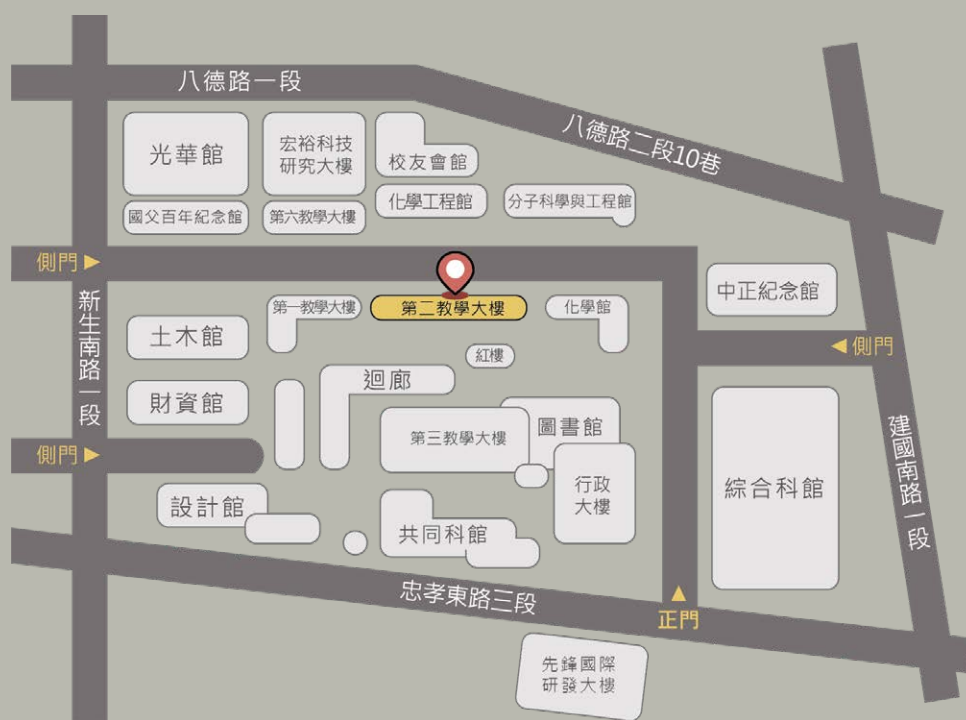 八德路一段
八德路二段10巷
光華館
宏裕科技
研究大樓
校友會館
國父百年紀念館
第六教學大樓
化學工程館
分子科學與工程館
側門
新生南路一段
第一教學大樓
第二教學大樓
化學館
中正紀念館
土木館
紅樓
側門
財資館
迴廊
第三教學大樓
圖書館
建國南路一段
側門
行政
大樓
綜合科館
設計館
共同科館
忠孝東路三段
正門
先鋒國際
研發大樓